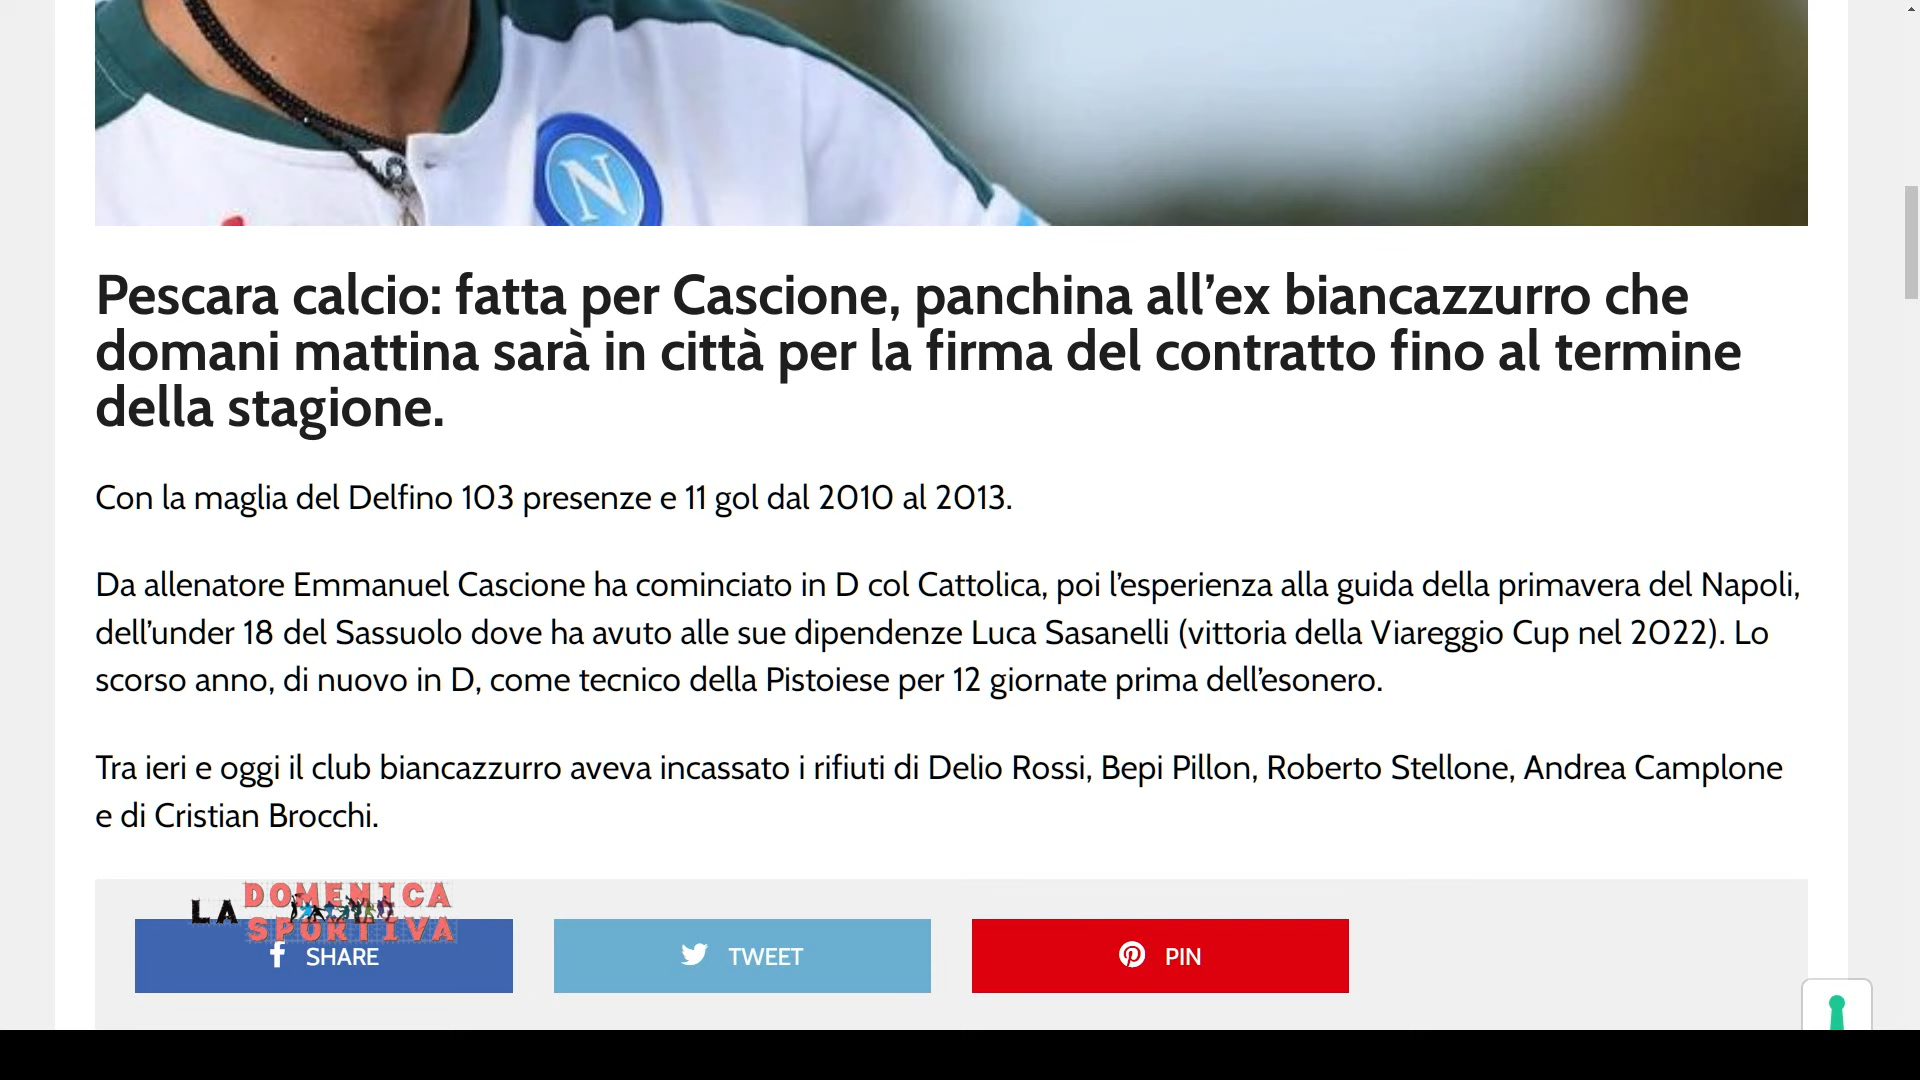 N
Pescara calcio: fatta per Cascione, panchina all’ex biancazzurro che
domani mattina sarà in città per la firma del contratto fino al termine
della stagione.
Con la maglia del Delfino 103 presenze e 11 gol dal 2010 al 2013.
Da allenatore Emmanuel Cascione ha cominciato in D col Cattolica, poi l’esperienza alla guida della primavera del Napoli,
dell’under 18 del Sassuolo dove ha avuto alle sue dipendenze Luca Sasanelli (vittoria della Viareggio Cup nel 2022). Lo
scorso anno, di nuovo in D, come tecnico della Pistoiese per 12 giornate prima dell’esonero.
Tra ieri e oggi il club biancazzurro aveva incassato i rifiuti di Delio Rossi, Bepi Pillon, Roberto Stellone, Andrea Camplone
e di Cristian Brocchi.
LA DOMENICA
SPORTIVA
SHARE
TWEET
PIN